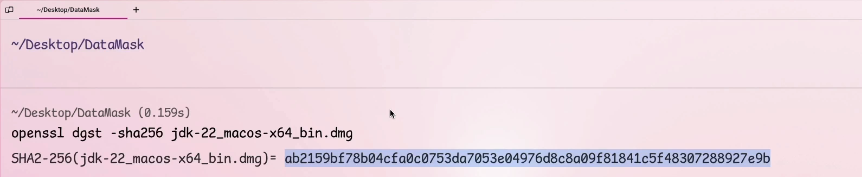 ~/Desktop/DataMask +
~/Desktop/DataMask
~/Desktop/DataMask (0.159s)
openssl dgst -sha256 jdk-22_macos-x64_bin.dmg
SHA2-256(jdk-22_macos-x64_bin.dmg)= ab2159bf78b04cfa0c0753da7053e04976d8c8a09f81841c5f48307288927e9b